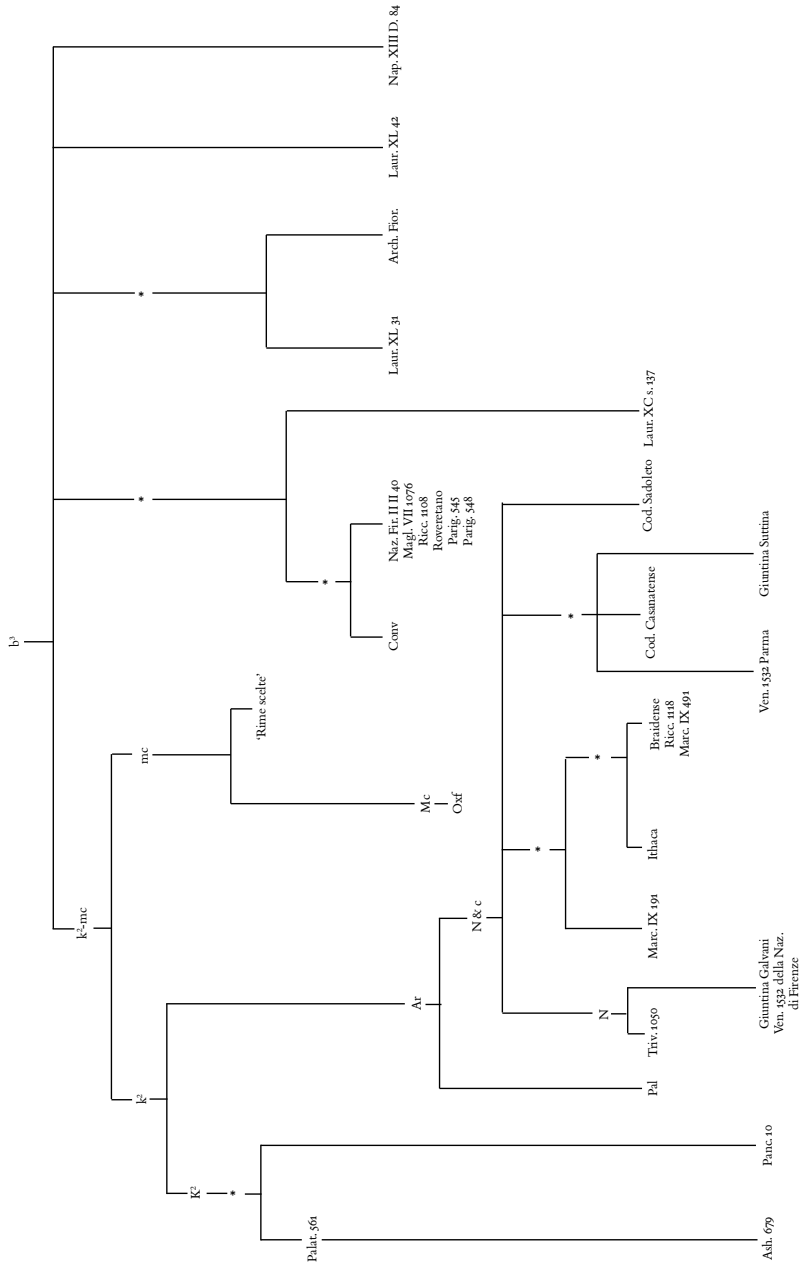 b³
k²-mc
mc
'Rime scelte'
Mc
Oxf
k²
K²
*
Palat. 561
Ash. 679
Panc. 10
Ar
Pal
N & c
N
Triv. 1050
Giuntina Galvani
Ven. 1532 della Naz.
di Firenze
*
Marc. IX 191
*
Ithaca
Braidense
Ricc. 1118
Marc. IX 491
*
Ven. 1532 Parma
Cod. Casanatense
Giuntina Suttina
Cod. Sadoleto
*
*
Conv
Naz. Fir. II II 40
Magl. VII 1076
Ricc. 1108
Roveretano
Parig. 545
Parig. 548
Laur. XC s. 137
*
Laur. XL 31
Arch. Fior.
Laur. XL 42
Nap. XIII D. 84